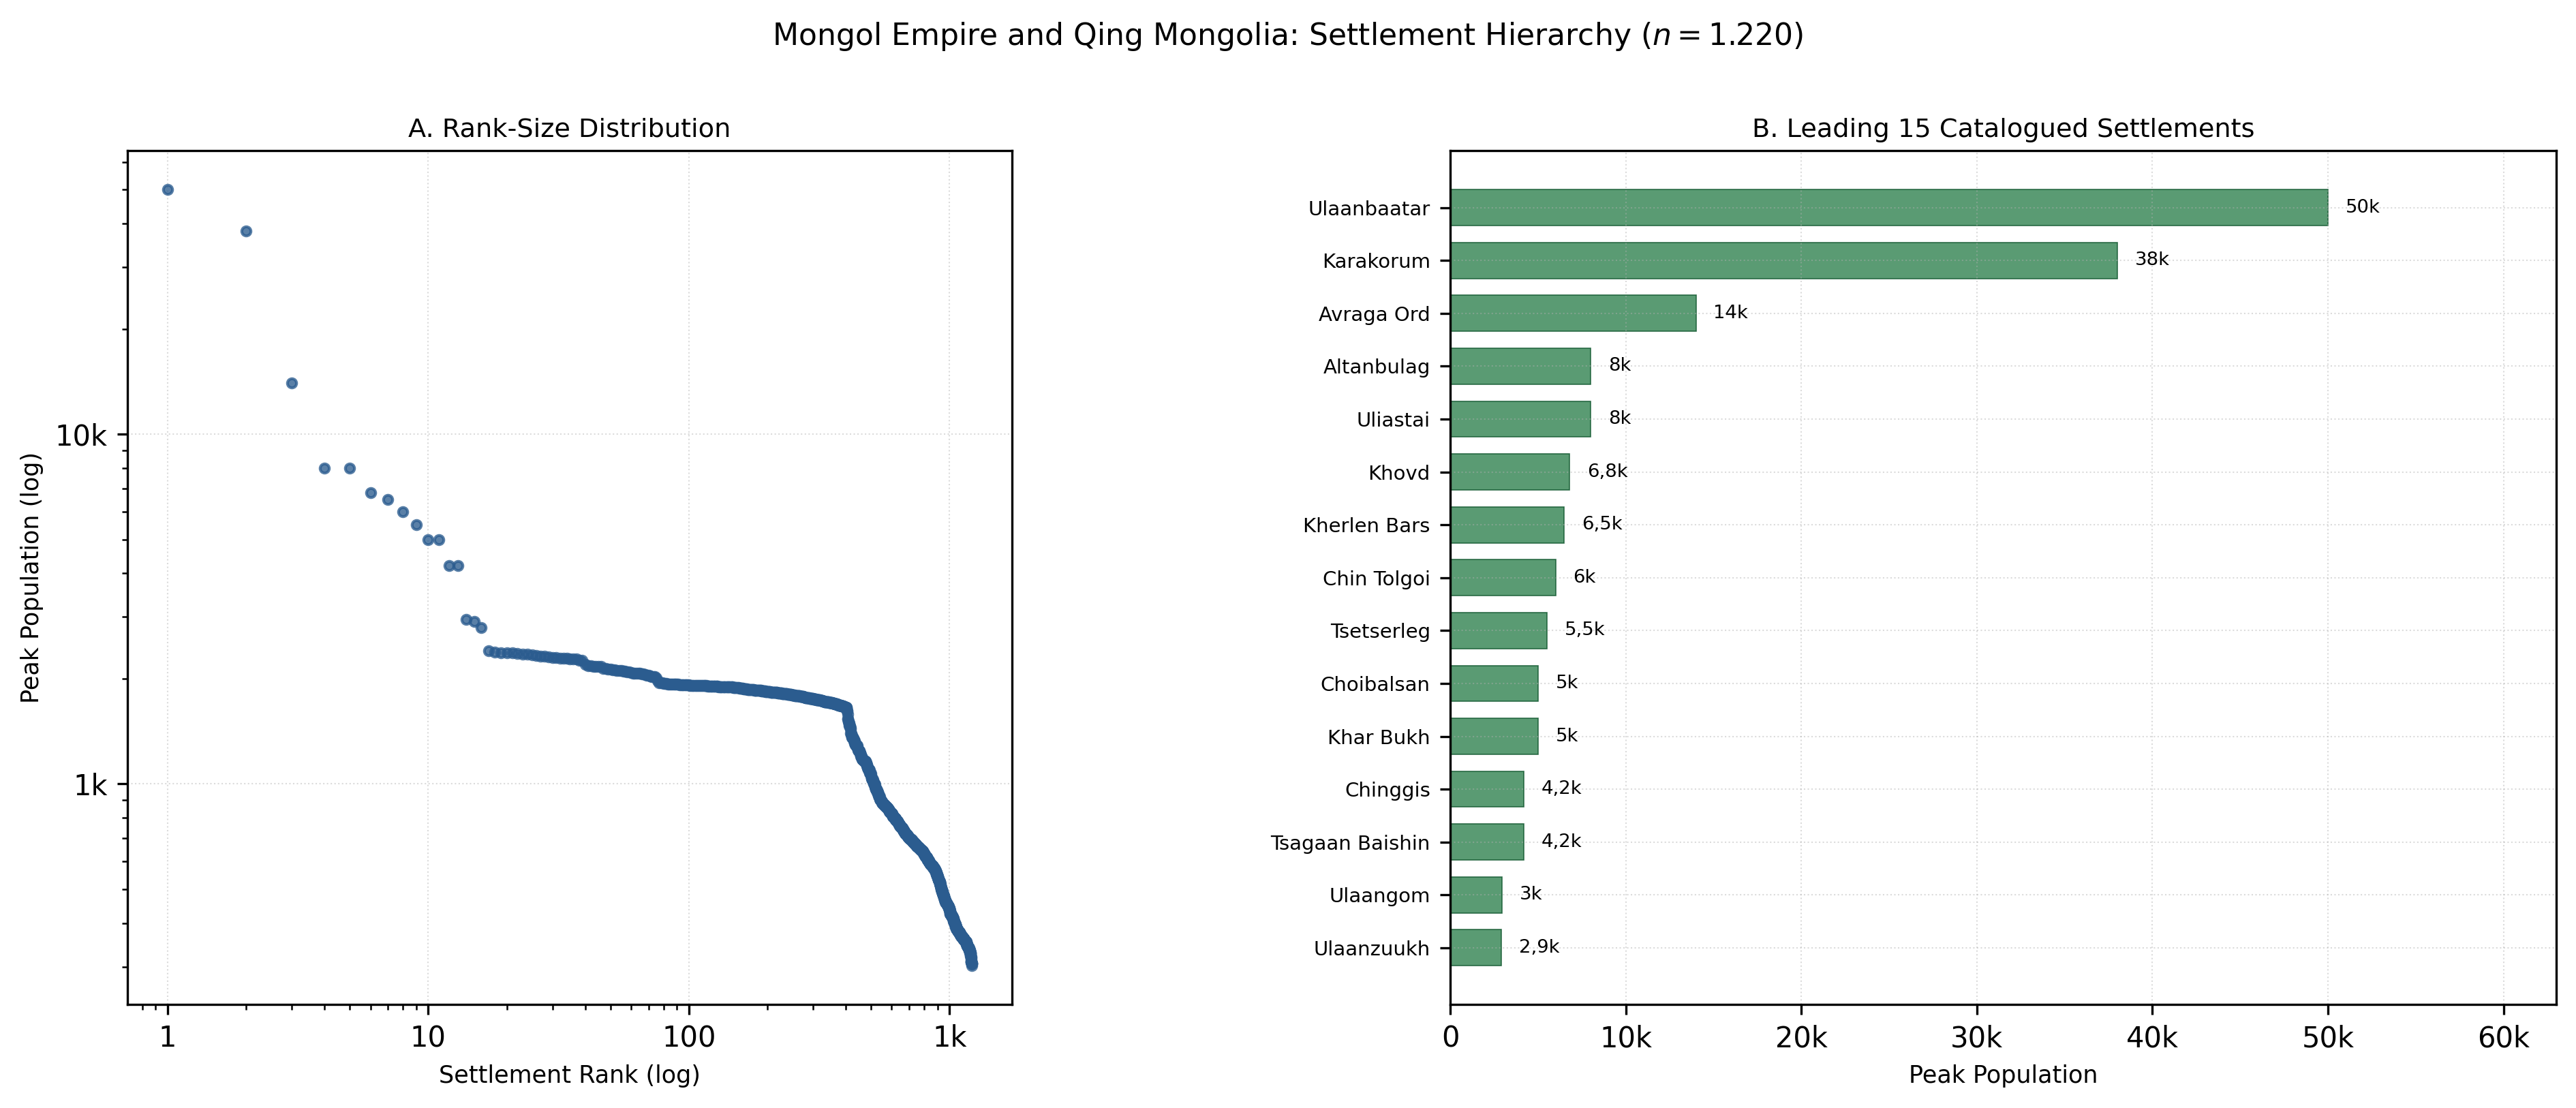 Mongol Empire and Qing Mongolia: Settlement Hierarchy (n = 1.220)
A. Rank-Size Distribution
Peak Population (log)
10k
1k
1
10
100
1k
Settlement Rank (log)
B. Leading 15 Catalogued Settlements
Ulaanbaatar
50k
Karakorum
38k
Avraga Ord
14k
Altanbulag
8k
Uliastai
8k
Khovd
6,8k
Kherlen Bars
6,5k
Chin Tolgoi
6k
Tsetserleg
5,5k
Choibalsan
5k
Khar Bukh
5k
Chinggis
4,2k
Tsagaan Baishin
4,2k
Ulaangom
3k
Ulaanzuukh
2,9k
0
10k
20k
30k
40k
50k
60k
Peak Population